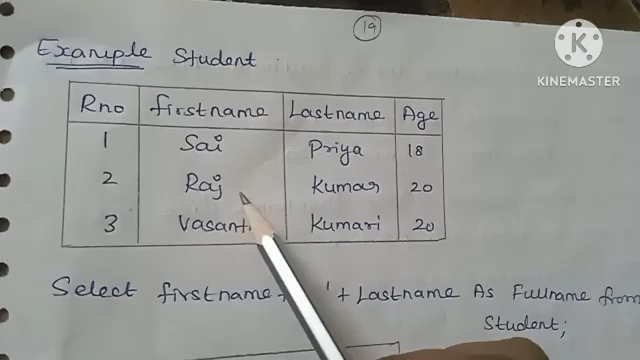 19
KINEMASTER
Example Student
Rno firstname Lastname Age
1 Sai Priya 18
2 Raj Kumar 20
3 Kumari 20
Select firstname + ' + Lastname As Fullname from
Student;